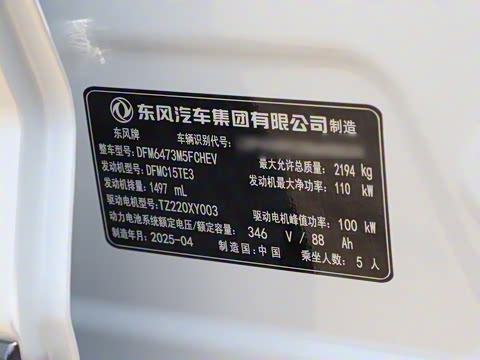 东风汽车集团有限公司制造
东风牌 车辆识别代号:
整车型号: DFM6473M5FCHEV 最大允许总质量: 2194 kg
发动机型号: DFMC15TE3 发动机最大净功率: 110 kW
发动机排量: 1497 mL
驱动电机型号: TZ220XY003 驱动电机峰值功率: 100 kW
动力电池系统额定电压/额定容量: 346 V / 88 Ah
制造年月: 2025-04 制造国: 中国 乘坐人数: 5 人